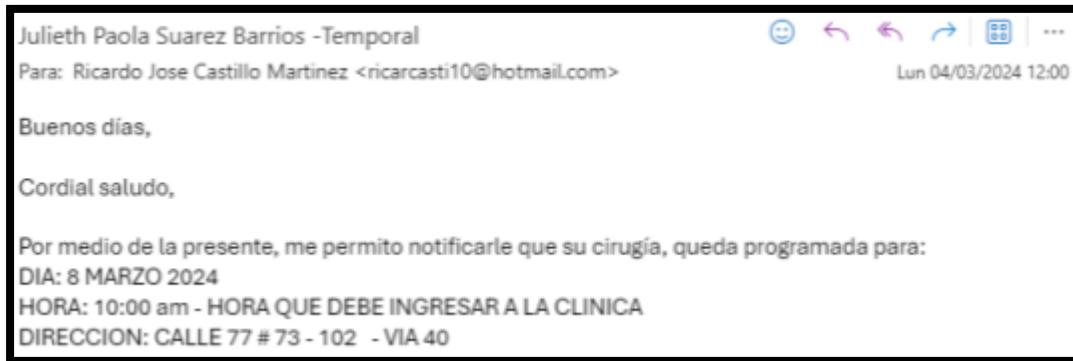 Julieth Paola Suarez Barrios -Temporal
Para: Ricardo Jose Castillo Martinez <ricarcasti10@hotmail.com>
Lun 04/03/2024 12:00
Buenos días,
Cordial saludo,
Por medio de la presente, me permito notificarle que su cirugía, queda programada para:
DIA: 8 MARZO 2024
HORA: 10:00 am - HORA QUE DEBE INGRESAR A LA CLINICA
DIRECCION: CALLE 77 # 73 - 102 - VIA 40